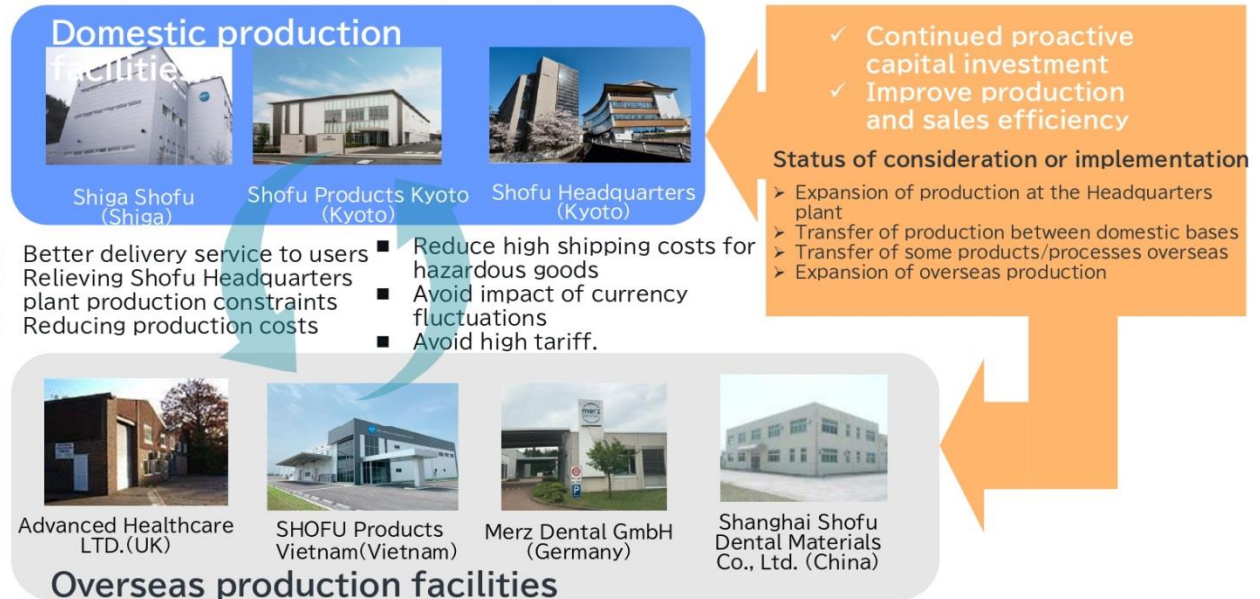 Domestic production
facilities
Shiga Shofu
(Shiga)
Shofu Products Kyoto
(Kyoto)
Shofu Headquarters
(Kyoto)
✓ Continued proactive
capital investment
✓ Improve production
and sales efficiency
Status of consideration or implementation
➢ Expansion of production at the Headquarters
plant
➢ Transfer of production between domestic bases
➢ Transfer of some products/processes overseas
➢ Expansion of overseas production
Better delivery service to users
Relieving Shofu Headquarters
plant production constraints
Reducing production costs
■ Reduce high shipping costs for
hazardous goods
■ Avoid impact of currency
fluctuations
■ Avoid high tariff.
merz
Advanced Healthcare
LTD.(UK)
SHOFU Products
Vietnam(Vietnam)
Merz Dental GmbH
(Germany)
Shanghai Shofu
Dental Materials
Co., Ltd. (China)
Overseas production facilities